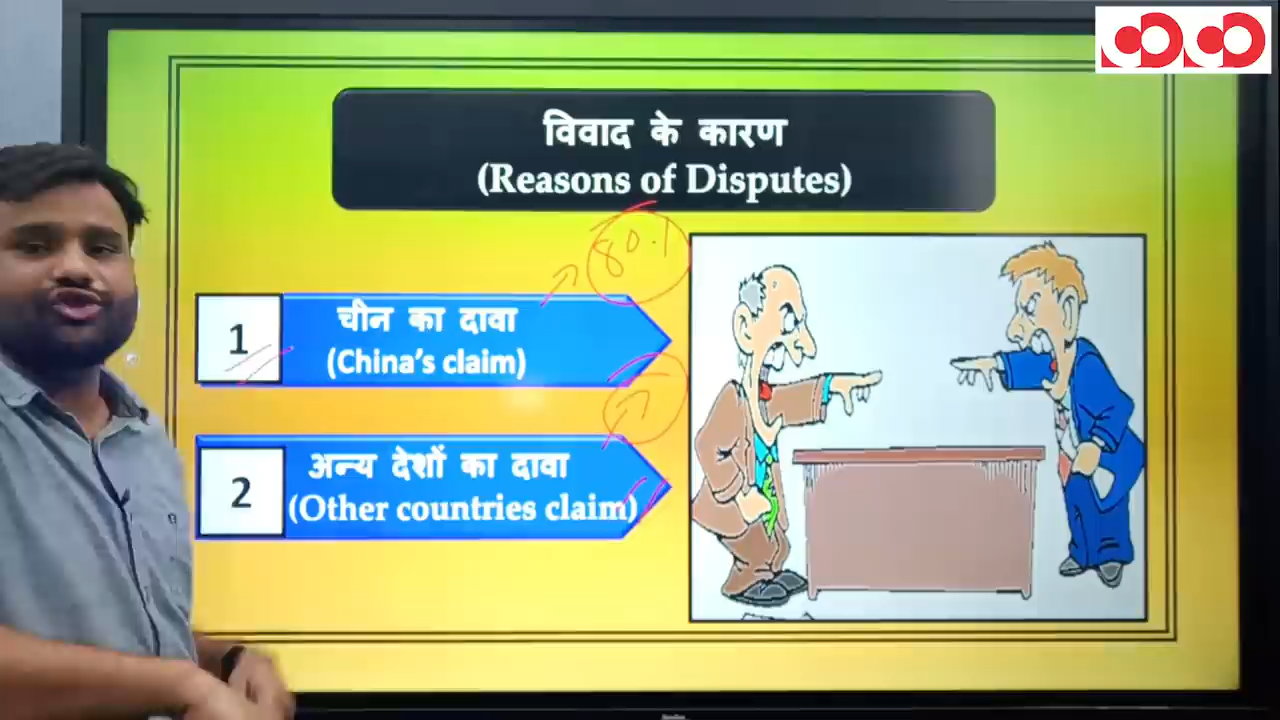 विवाद के कारण
(Reasons of Disputes)
80.1
1
चीन का दावा
(China's claim)
2
अन्य देशों का दावा
(Other countries claim)